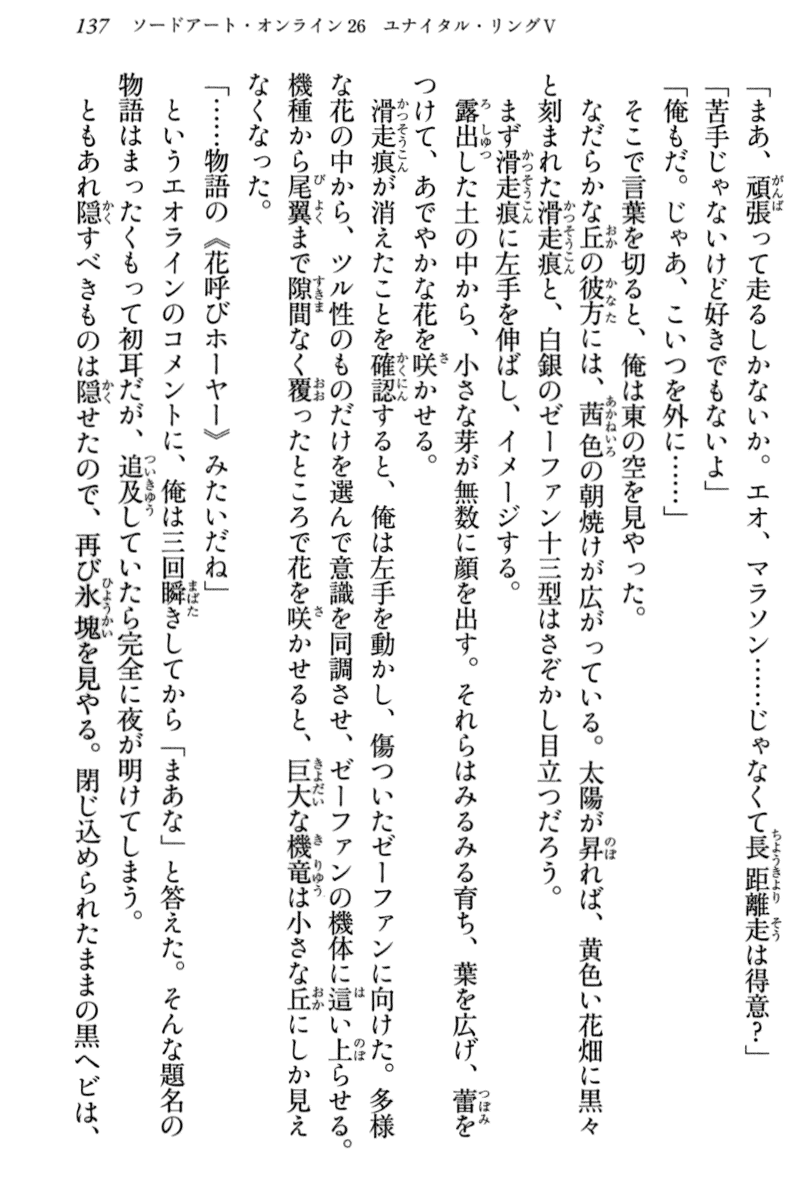 137 ソードアート・オンライン26 ユナイタル・リングⅤ
「まあ、頑張って走るしかないか。エオ、マラソン……じゃなくて長距離走は得意？」
「苦手じゃないけど好きでもないよ」
「俺もだ。じゃあ、こいつを外に……」
そこで言葉を切ると、俺は東の空を見やった。
なだらかな丘の彼方には、茜色の朝焼けが広がっている。太陽が昇れば、黄色い花畑に黒々
と刻まれた滑走痕と、白銀のゼーファン十三型はさぞかし目立つだろう。
まず滑走痕に左手を伸ばし、イメージする。
露出した土の中から、小さな芽が無数に顔を出す。それらはみるみる育ち、葉を広げ、蕾を
つけて、あでやかな花を咲かせる。
滑走痕が消えたことを確認すると、俺は左手を動かし、傷ついたゼーファンに向けた。多様
な花の中から、ツル性のものだけを選んで意識を同調させ、ゼーファンの機体に這い上らせる。
機種から尾翼まで隙間なく覆ったところで花を咲かせると、巨大な機竜は小さな丘にしか見え
なくなった。
「……物語の《花呼びホーヤー》みたいだね」
というエオラインのコメントに、俺は三回瞬きしてから「まあな」と答えた。そんな題名の
物語はまったくもって初耳だが、追及していたら完全に夜が明けてしまう。
ともあれ隠すべきものは隠せたので、再び氷塊を見やる。閉じ込められたままの黒ヘビは、